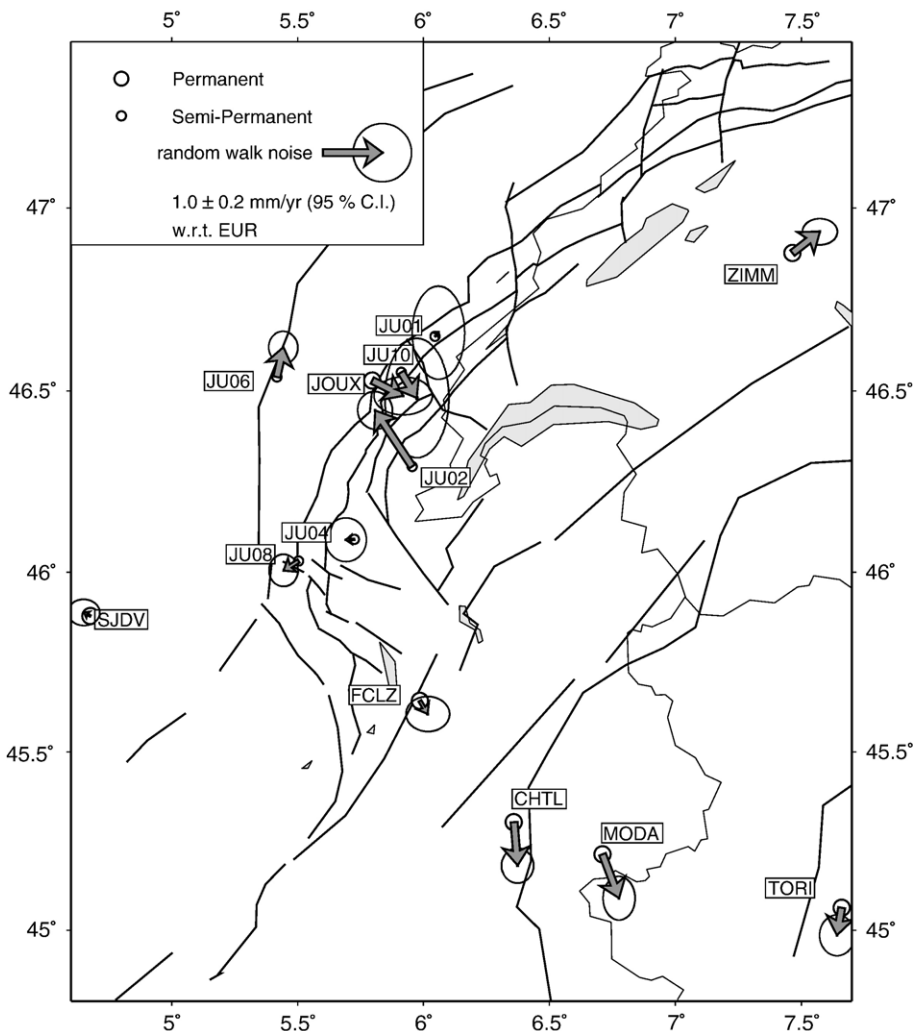 5° 5.5° 6° 6.5° 7° 7.5°
Permanent
Semi-Permanent
random walk noise
1.0 ± 0.2 mm/yr (95 % C.I.)
w.r.t. EUR
47° 47°
ZIMM
JU01
JU10
JU06
JOUX
46.5° 46.5°
JU02
JU04
JU08
46° 46°
SJDV
FCLZ
45.5° 45.5°
CHTL
MODA
TORI
45° 45°
5° 5.5° 6° 6.5° 7° 7.5°